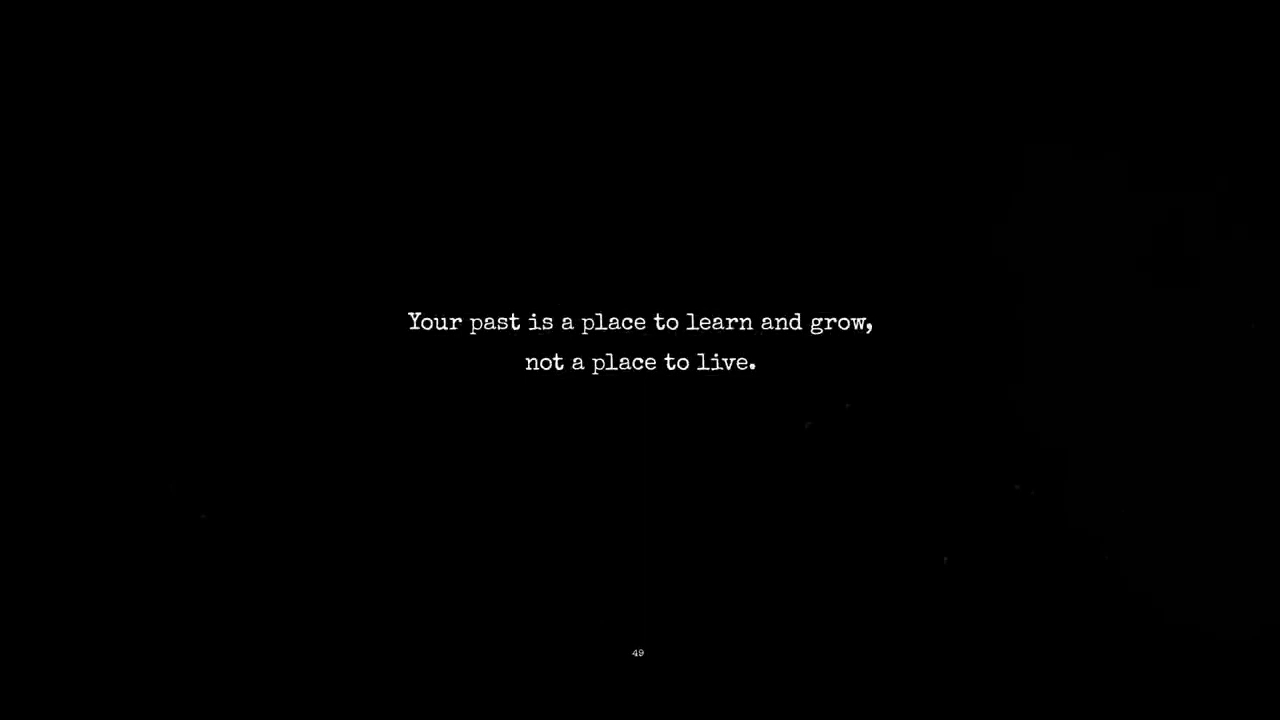 Your past is a place to learn and grow,
not a place to live.
49